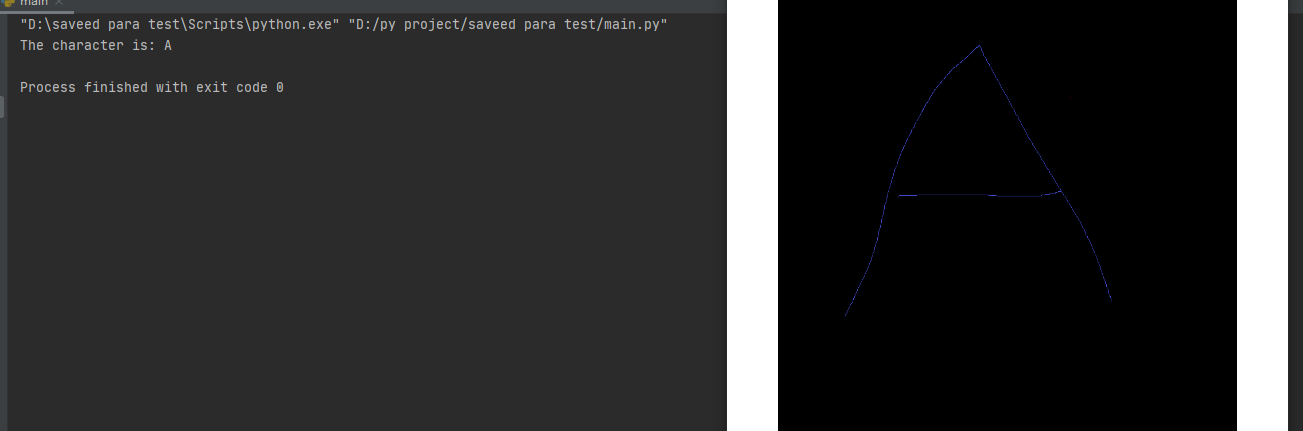 main
"D:\saveed para test\Scripts\python.exe" "D:/py project/saveed para test/main.py"
The character is: A
Process finished with exit code 0
A